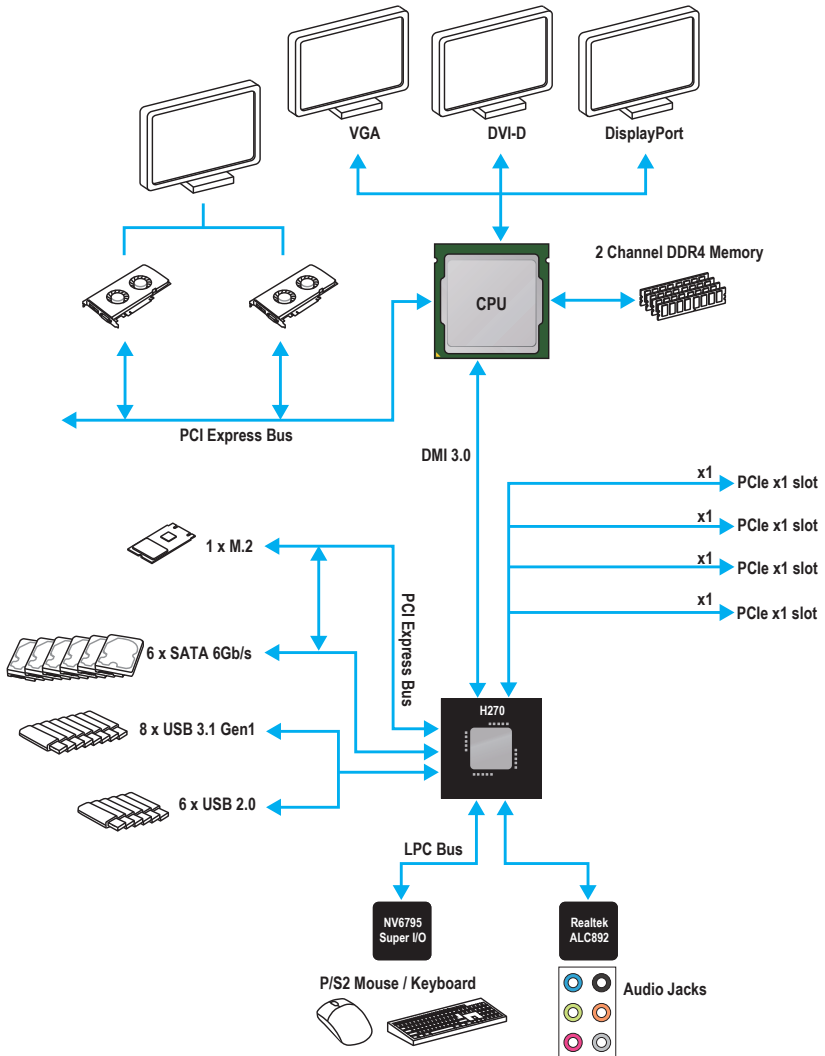 VGA
DVI-D
DisplayPort
2 Channel DDR4 Memory
CPU
PCI Express Bus
DMI 3.0
x1
PCIe x1 slot
x1
PCIe x1 slot
x1
PCIe x1 slot
x1
PCIe x1 slot
1 x M.2
PCI Express Bus
6 x SATA 6Gb/s
H270
8 x USB 3.1 Gen1
6 x USB 2.0
LPC Bus
NV6795
Super I/O
Realtek
ALC892
P/S2 Mouse / Keyboard
Audio Jacks